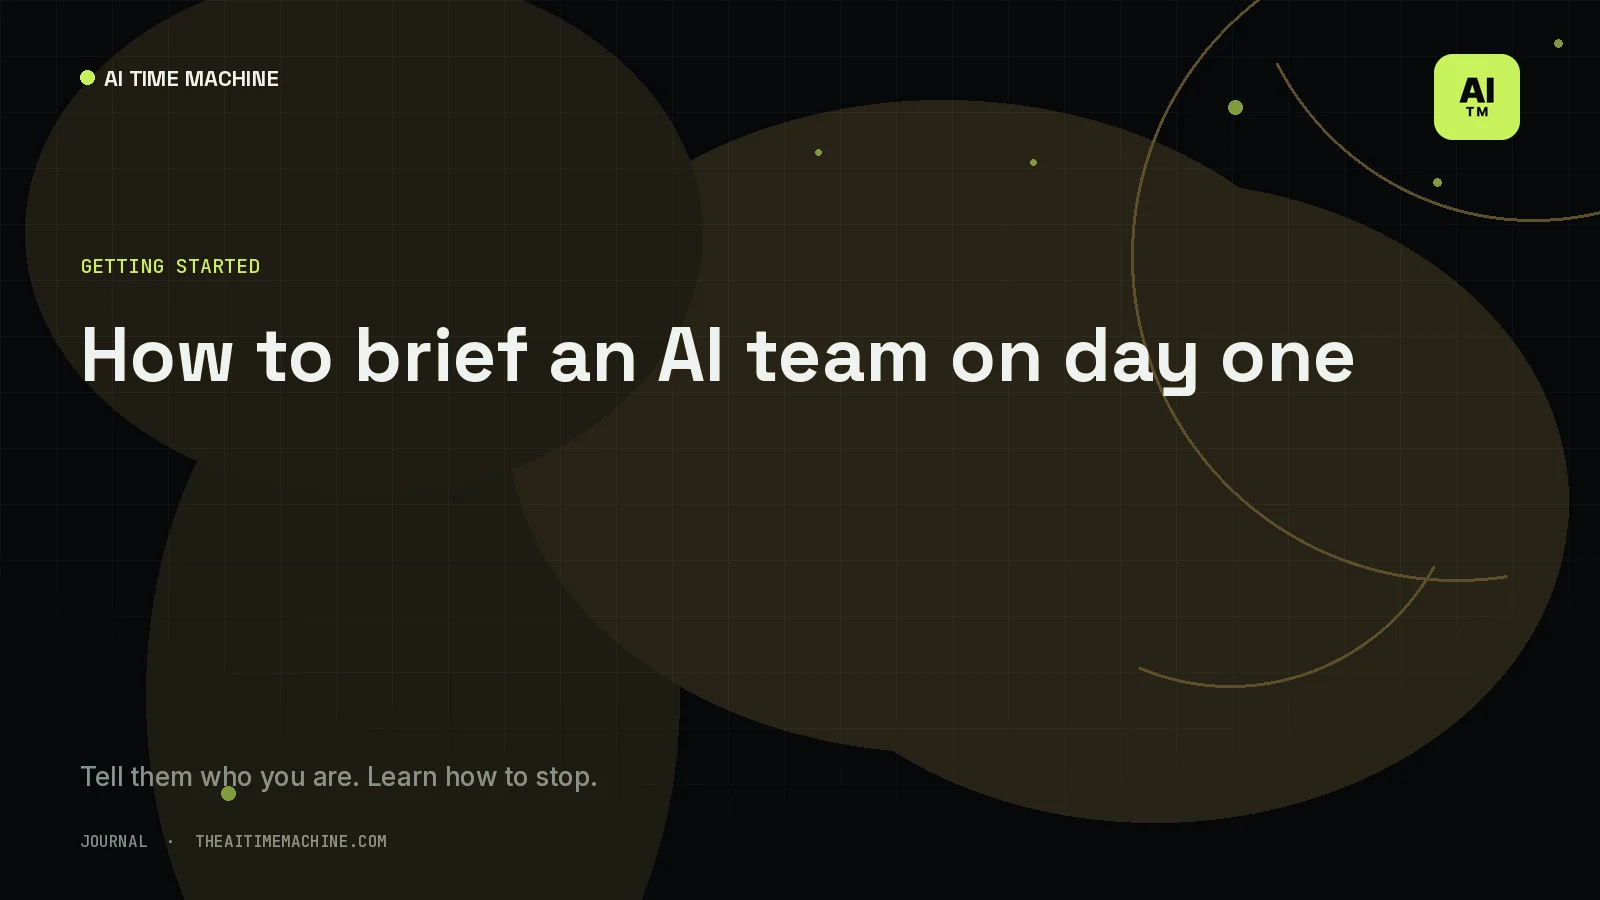 AI TIME MACHINE
AI
TM
GETTING STARTED
How to brief an AI team on day one
Tell them who you are. Learn how to stop.
JOURNAL · THEAITIMEMACHINE.COM